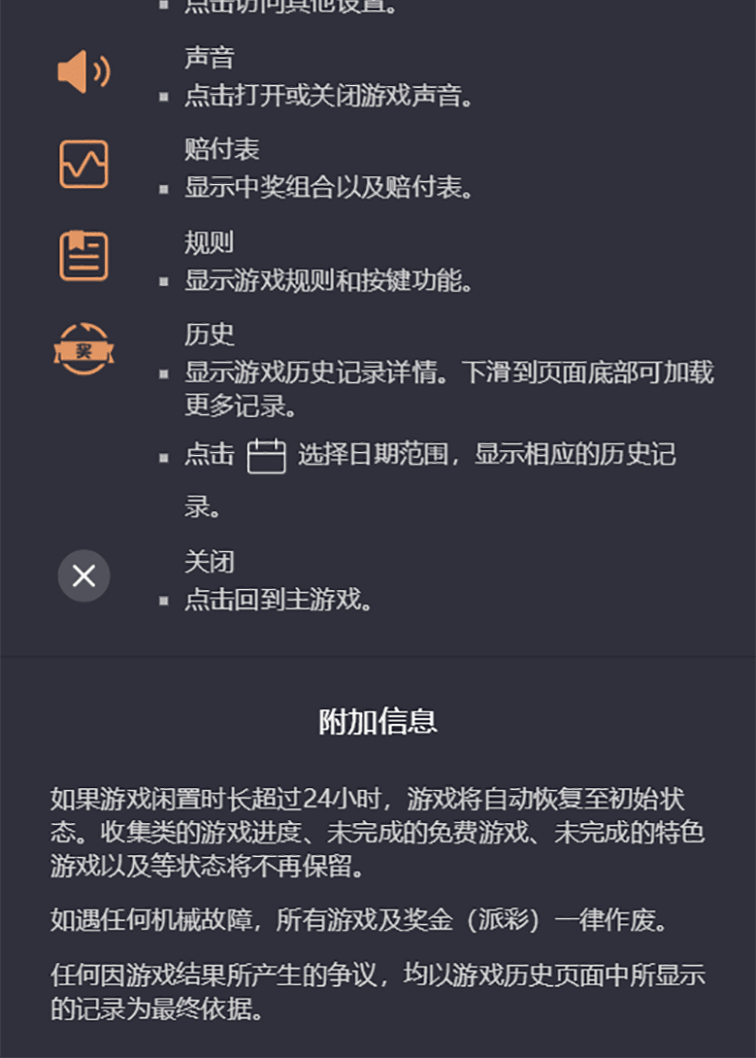 点击访问其他设置。
声音
点击打开或关闭游戏声音。
赔付表
显示中奖组合以及赔付表。
规则
显示游戏规则和按键功能。
奖
历史
显示游戏历史记录详情。下滑到页面底部可加载
更多记录。
点击 选择日期范围，显示相应的历史记
录。
关闭
点击回到主游戏。
附加信息
如果游戏闲置时长超过24小时，游戏将自动恢复至初始状
态。收集类的游戏进度、未完成的免费游戏、未完成的特色
游戏以及等状态将不再保留。
如遇任何机械故障，所有游戏及奖金（派彩）一律作废。
任何因游戏结果所产生的争议，均以游戏历史页面中所显示
的记录为最终依据。